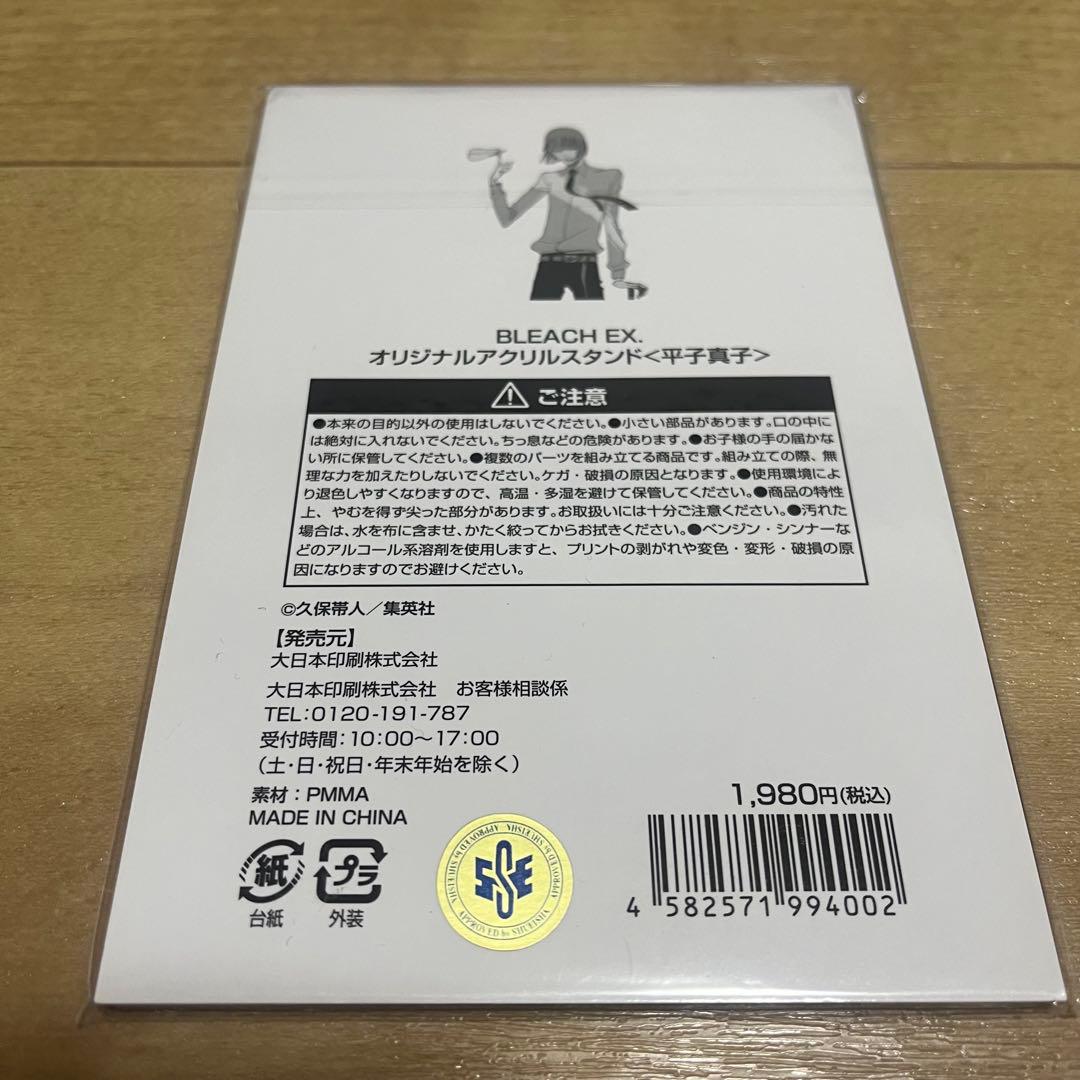 BLEACH EX.
オリジナルアクリルスタンド<平子真子>
ご注意
●本来の目的以外の使用はしないでください。●小さい部品があります。口の中に
は絶対に入れないでください。ちっ息などの危険があります。●お子様の手の届かな
い所に保管してください。●複数のパーツを組み立てる商品です。組み立ての際、無
理な力を加えたりしないでください。ケガ・破損の原因となります。●使用環境によ
り退色しやすくなりますので、高温・多湿を避けて保管してください。●商品の特性
上、やむを得ず尖った部分があります。お取扱いには十分ご注意ください。●汚れた
場合は、水を布に含ませ、かたく絞ってからお拭きください。●ベンジン・シンナーな
どのアルコール系溶剤を使用しますと、プリントの剥がれや変色・変形・破損の原
因になりますのでお避けください。
©久保帯人／集英社
【発売元】
大日本印刷株式会社
大日本印刷株式会社　お客様相談係
TEL：0120-191-787
受付時間：10:00～17:00
（土・日・祝日・年末年始を除く）
素材：PMMA
MADE IN CHINA
1,980円(税込)
紙
プラ
台紙
外装
SSE
APPROVED by SHUEISHA
APPROVED by SHUEISHA
4 582571 994002